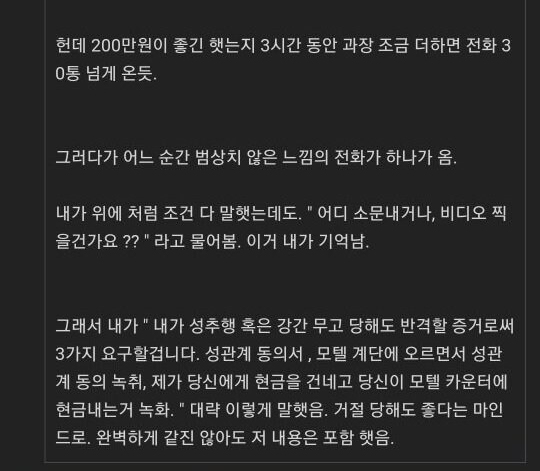 헌데 200만원이 좋긴 햇는지 3시간 동안 과장 조금 더하면 전화 3
0통 넘게 온듯.
그러다가 어느 순간 범상치 않은 느낌의 전화가 하나가 옴.
내가 위에 처럼 조건 다 말햇는데도. " 어디 소문내거나, 비디오 찍
을건가요 ?? " 라고 물어봄. 이거 내가 기억남.
그래서 내가 " 내가 성추행 혹은 강간 무고 당해도 반격할 증거로써
3가지 요구할겁니다. 성관계 동의서 , 모텔 계단에 오르면서 성관
계 동의 녹취, 제가 당신에게 현금을 건네고 당신이 모텔 카운터에
현금내는거 녹화. " 대략 이렇게 말했음. 거절 당해도 좋다는 마인
드로. 완벽하게 같진 않아도 저 내용은 포함 햇음.